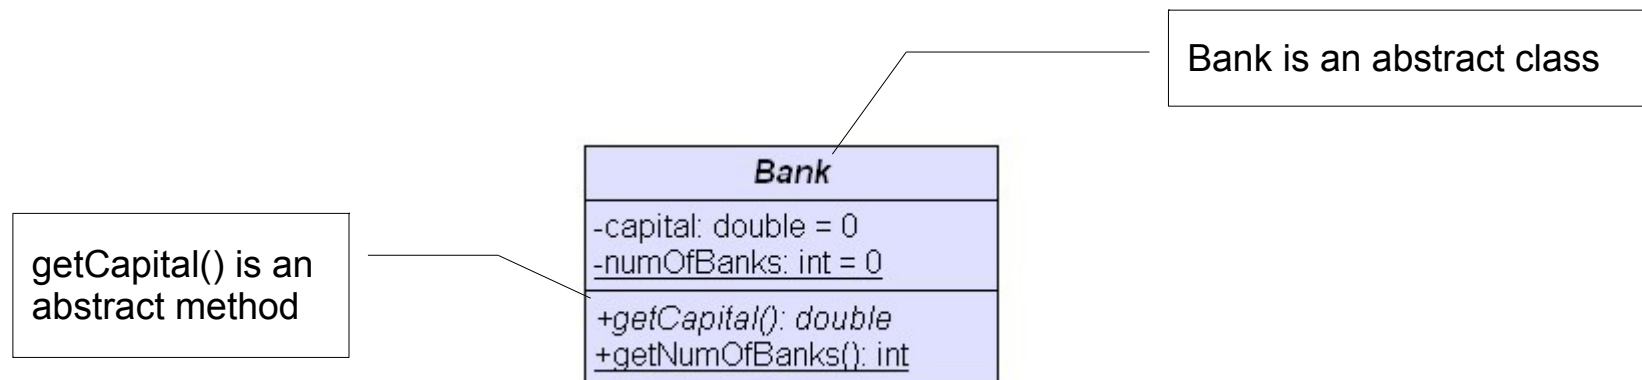 Bank is an abstract class
Bank
-capital: double = 0
-numOfBanks: int = 0
getCapital() is an
abstract method
+getCapital(): double
+getNumOfBanks(): int